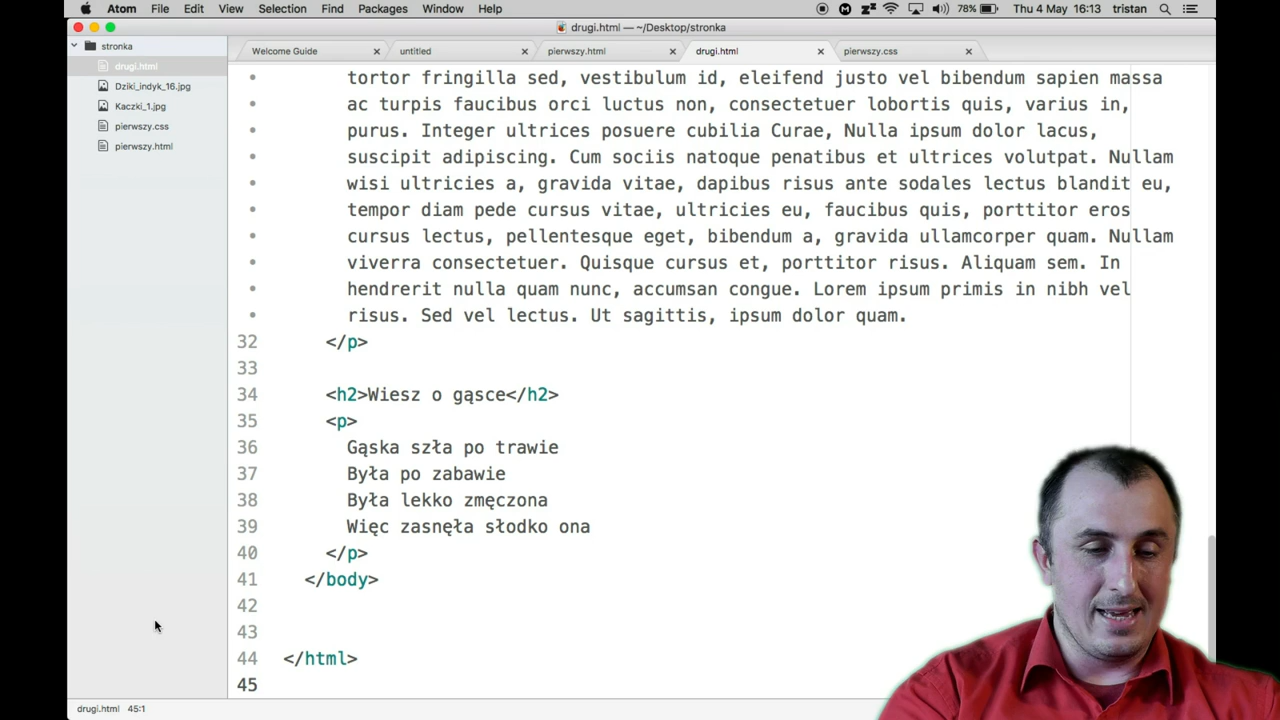 Atom File Edit View Selection Find Packages Window Help 78% Thu 4 May 16:13 tristan
drugi.html — ~/Desktop/stronka
stronka
drugi.html
Dziki_indyk_16.jpg
Kaczki_1.jpg
pierwszy.css
pierwszy.html
Welcome Guide untitled pierwszy.html drugi.html pierwszy.css
tortor fringilla sed, vestibulum id, eleifend justo vel bibendum sapien massa
ac turpis faucibus orci luctus non, consectetuer lobortis quis, varius in,
purus. Integer ultrices posuere cubilia Curae, Nulla ipsum dolor lacus,
suscipit adipiscing. Cum sociis natoque penatibus et ultrices volutpat. Nullam
wisi ultricies a, gravida vitae, dapibus risus ante sodales lectus blandit eu,
tempor diam pede cursus vitae, ultricies eu, faucibus quis, porttitor eros
cursus lectus, pellentesque eget, bibendum a, gravida ullamcorper quam. Nullam
viverra consectetuer. Quisque cursus et, porttitor risus. Aliquam sem. In
hendrerit nulla quam nunc, accumsan congue. Lorem ipsum primis in nibh vel
risus. Sed vel lectus. Ut sagittis, ipsum dolor quam.
32 </p>
33
34 <h2>Wiesz o gąsce</h2>
35 <p>
36 Gąska szła po trawie
37 Była po zabawie
38 Była lekko zmęczona
39 Więc zasnęła słodko ona
40 </p>
41 </body>
42
43
44 </html>
45
drugi.html 45:1